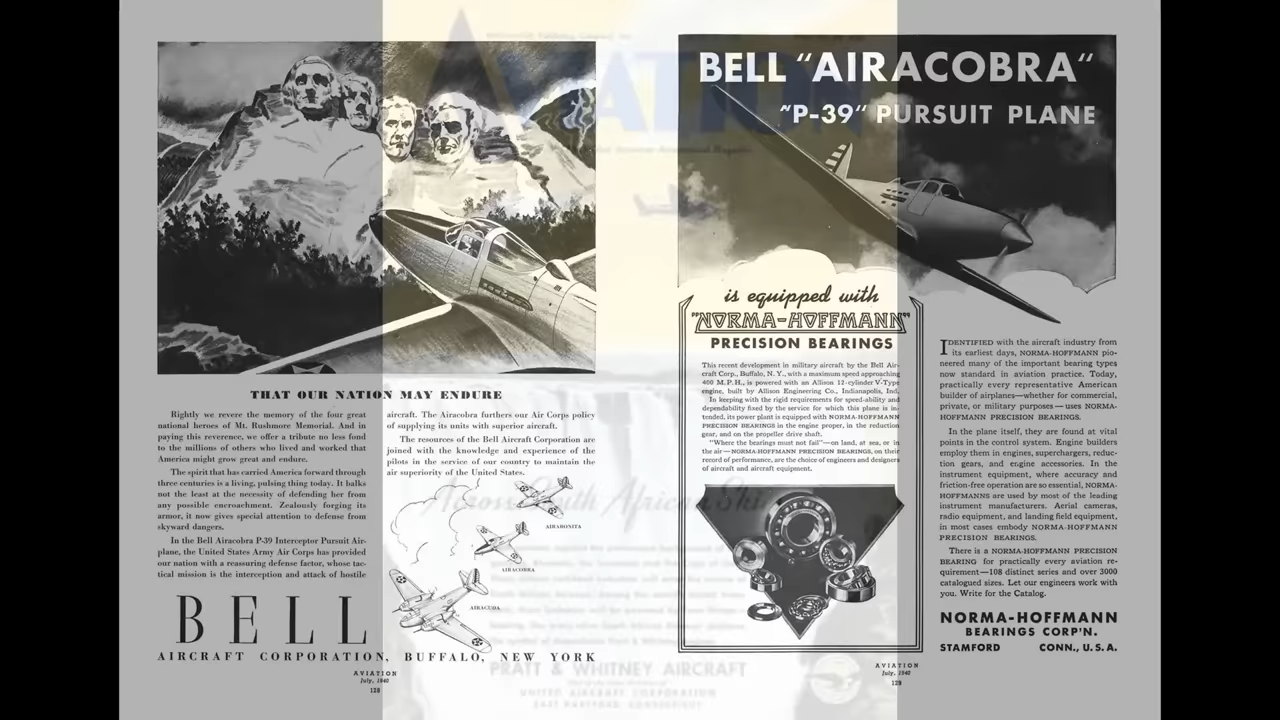 THAT OUR NATION MAY ENDURE
Rightly we revere the memory of the four great
national heroes of Mt. Rushmore Memorial. And in
paying this reverence, we offer a tribute no less fond
to the millions of others who lived and worked that
America might grow great and endure.
The spirit that has carried America forward through
three centuries is a living, pulsing thing today. It balks
not the least at the necessity of defending her from
any possible encroachment. Zealously forging its
armor, it now gives special attention to defense from
skyward dangers.
In the Bell Airacobra P-39 Interceptor Pursuit Air-
plane, the United States Army Air Corps has provided
our nation with a reassuring defense factor, whose tac-
tical mission is the interception and attack of hostile
aircraft. The Airacobra furthers our Air Corps policy
of supplying its units with superior aircraft.
The resources of the Bell Aircraft Corporation are
joined with the knowledge and experience of the
pilots in the service of our country to maintain the
air superiority of the United States.
AIRABONITA
AIRACOBRA
AIRACUDA
BELL
AIRCRAFT CORPORATION, BUFFALO, NEW YORK
AVIATION
July, 1940
128
BELL "AIRACOBRA"
"P-39" PURSUIT PLANE
is equipped with
"NORMA-HOFFMANN"
PRECISION BEARINGS
This recent development in military aircraft by the Bell Air-
craft Corp., Buffalo, N. Y., with a maximum speed approaching
400 M.P.H., is powered with an Allison 12-cylinder V-Type
engine, built by Allison Engineering Co., Indianapolis, Ind.
In keeping with the rigid requirements for speed-ability and
dependability fixed by the service for which this plane is in-
tended, its power plant is equipped with NORMA-HOFFMANN
PRECISION BEARINGS in the engine proper, in the reduction
gear, and on the propeller drive shaft.
"Where the bearings must not fail"—on land, at sea, or in
the air—NORMA-HOFFMANN PRECISION BEARINGS, on their
record of performance, are the choice of engineers and designers
of aircraft and aircraft equipment.
IDENTIFIED with the aircraft industry from
its earliest days, NORMA-HOFFMANN pio-
neered many of the important bearing types
now standard in aviation practice. Today,
practically every representative American
builder of airplanes—whether for commercial,
private, or military purposes—uses NORMA-
HOFFMANN PRECISION BEARINGS.
In the plane itself, they are found at vital
points in the control system. Engine builders
employ them in engines, superchargers, reduc-
tion gears, and engine accessories. In the
instrument equipment, where accuracy and
friction-free operation are so essential, NORMA-
HOFFMANNS are used by most of the leading
instrument manufacturers. Aerial cameras,
radio equipment, and landing field equipment,
in most cases embody NORMA-HOFFMANN
PRECISION BEARINGS.
There is a NORMA-HOFFMANN PRECISION
BEARING for practically every aviation re-
quirement—108 distinct series and over 3000
catalogued sizes. Let our engineers work with
you. Write for the Catalog.
NORMA-HOFFMANN
BEARINGS CORP'N.
STAMFORD CONN., U. S. A.
AVIATION
July, 1940
129
AVIATION
Across South African Skies
PRATT & WHITNEY AIRCRAFT
UNITED AIRCRAFT CORPORATION
EAST HARTFORD, CONNECTICUT